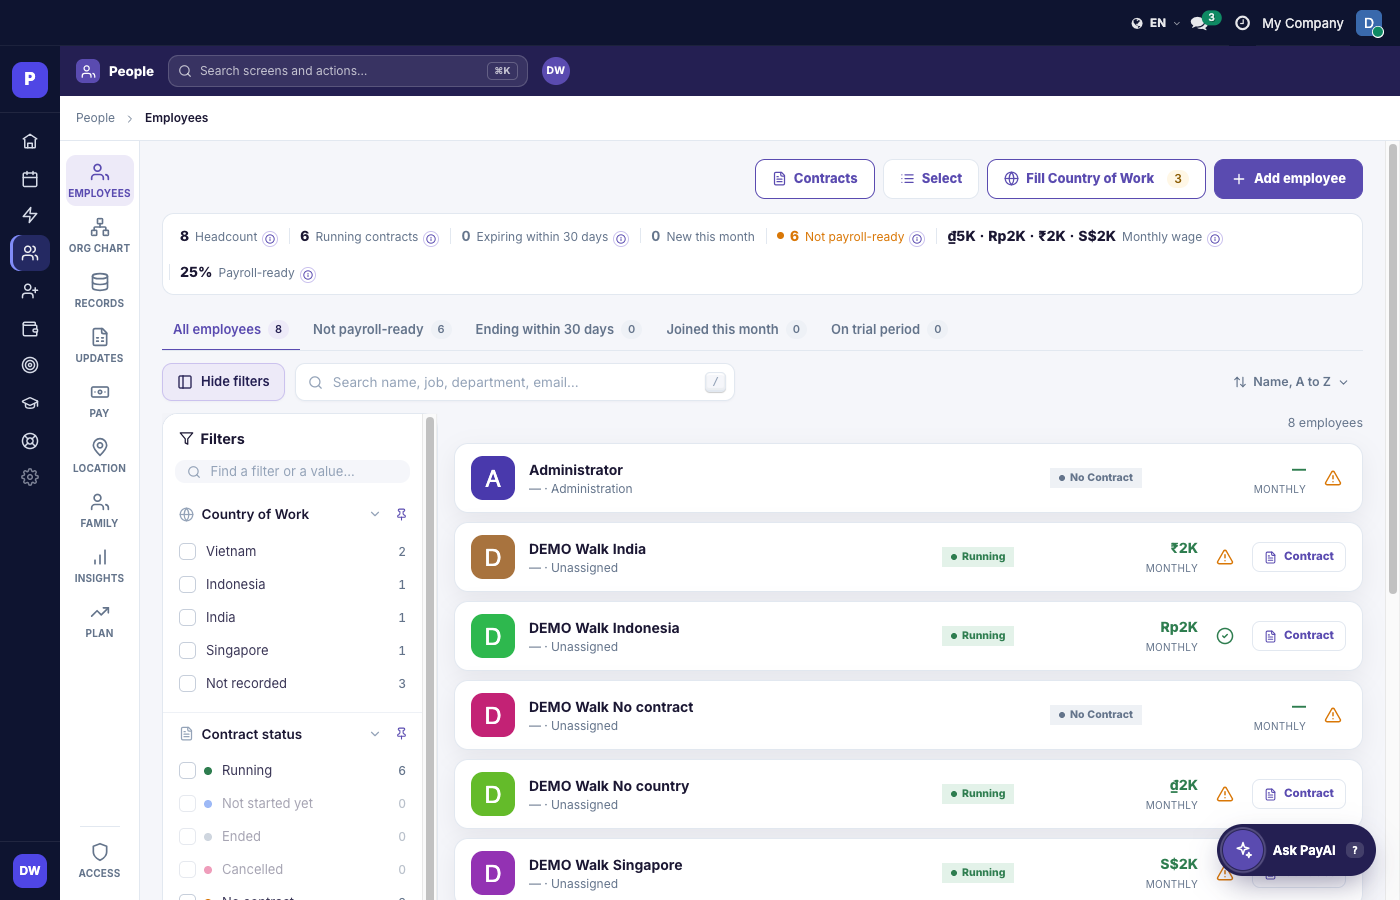 EN
3
My Company
D
P
People
Search screens and actions...
⌘K
DW
People › Employees
EMPLOYEES
ORG CHART
RECORDS
UPDATES
PAY
LOCATION
FAMILY
INSIGHTS
PLAN
ACCESS
DW
Contracts
Select
Fill Country of Work 3
Add employee
8 Headcount
6 Running contracts
0 Expiring within 30 days
0 New this month
6 Not payroll-ready
₫5K · Rp2K · ₹2K · S$2K Monthly wage
25% Payroll-ready
All employees 8
Not payroll-ready 6
Ending within 30 days 0
Joined this month 0
On trial period 0
Hide filters
Search name, job, department, email...
/
Name, A to Z
8 employees
Filters
Find a filter or a value...
Country of Work
Vietnam 2
Indonesia 1
India 1
Singapore 1
Not recorded 3
Contract status
Running 6
Not started yet 0
Ended 0
Cancelled 0
A
Administrator
— · Administration
No Contract
—
MONTHLY
D
DEMO Walk India
— · Unassigned
Running
₹2K
MONTHLY
Contract
D
DEMO Walk Indonesia
— · Unassigned
Running
Rp2K
MONTHLY
Contract
D
DEMO Walk No contract
— · Unassigned
No Contract
—
MONTHLY
D
DEMO Walk No country
— · Unassigned
Running
₫2K
MONTHLY
Contract
D
DEMO Walk Singapore
— · Unassigned
Running
S$2K
MONTHLY
Ask PayAI ?